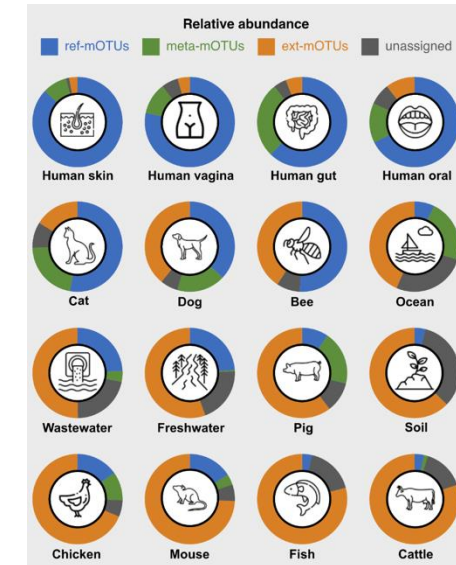 Relative abundance
ref-mOTUs meta-mOTUs ext-mOTUs unassigned
Human skin Human vagina Human gut Human oral
Cat Dog Bee Ocean
Wastewater Freshwater Pig Soil
Chicken Mouse Fish Cattle